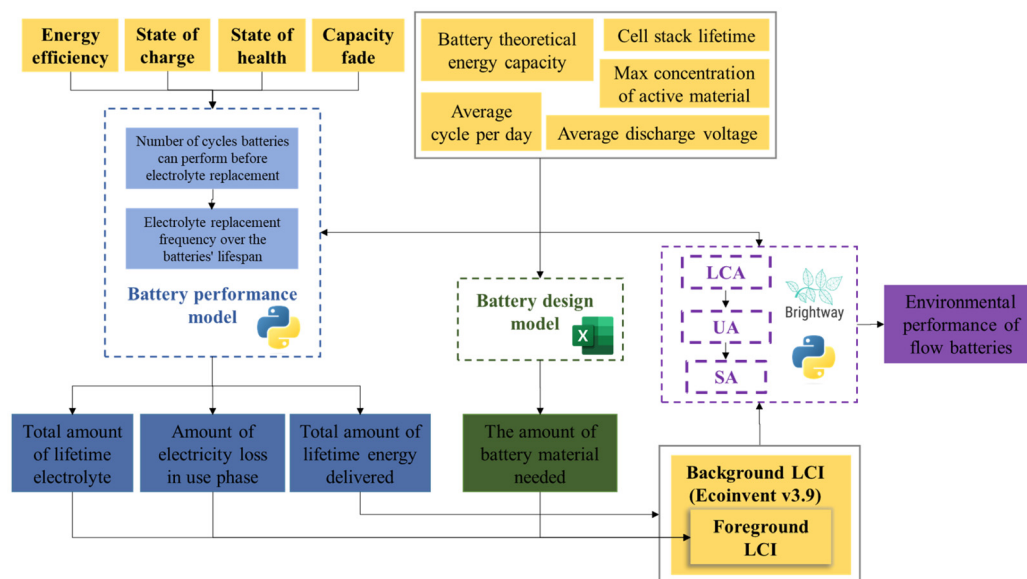 Energy
efficiency
State of
charge
State of
health
Capacity
fade
Battery theoretical
energy capacity
Cell stack lifetime
Max concentration
of active material
Average
cycle per day
Average discharge voltage
Number of cycles batteries
can perform before
electrolyte replacement
Electrolyte replacement
frequency over the
batteries' lifespan
Battery performance
model
Battery design
model
X
LCA
UA
SA
Brightway
Environmental
performance of
flow batteries
Total amount
of lifetime
electrolyte
Amount of
electricity loss
in use phase
Total amount of
lifetime energy
delivered
The amount of
battery material
needed
Background LCI
(Ecoinvent v3.9)
Foreground
LCI